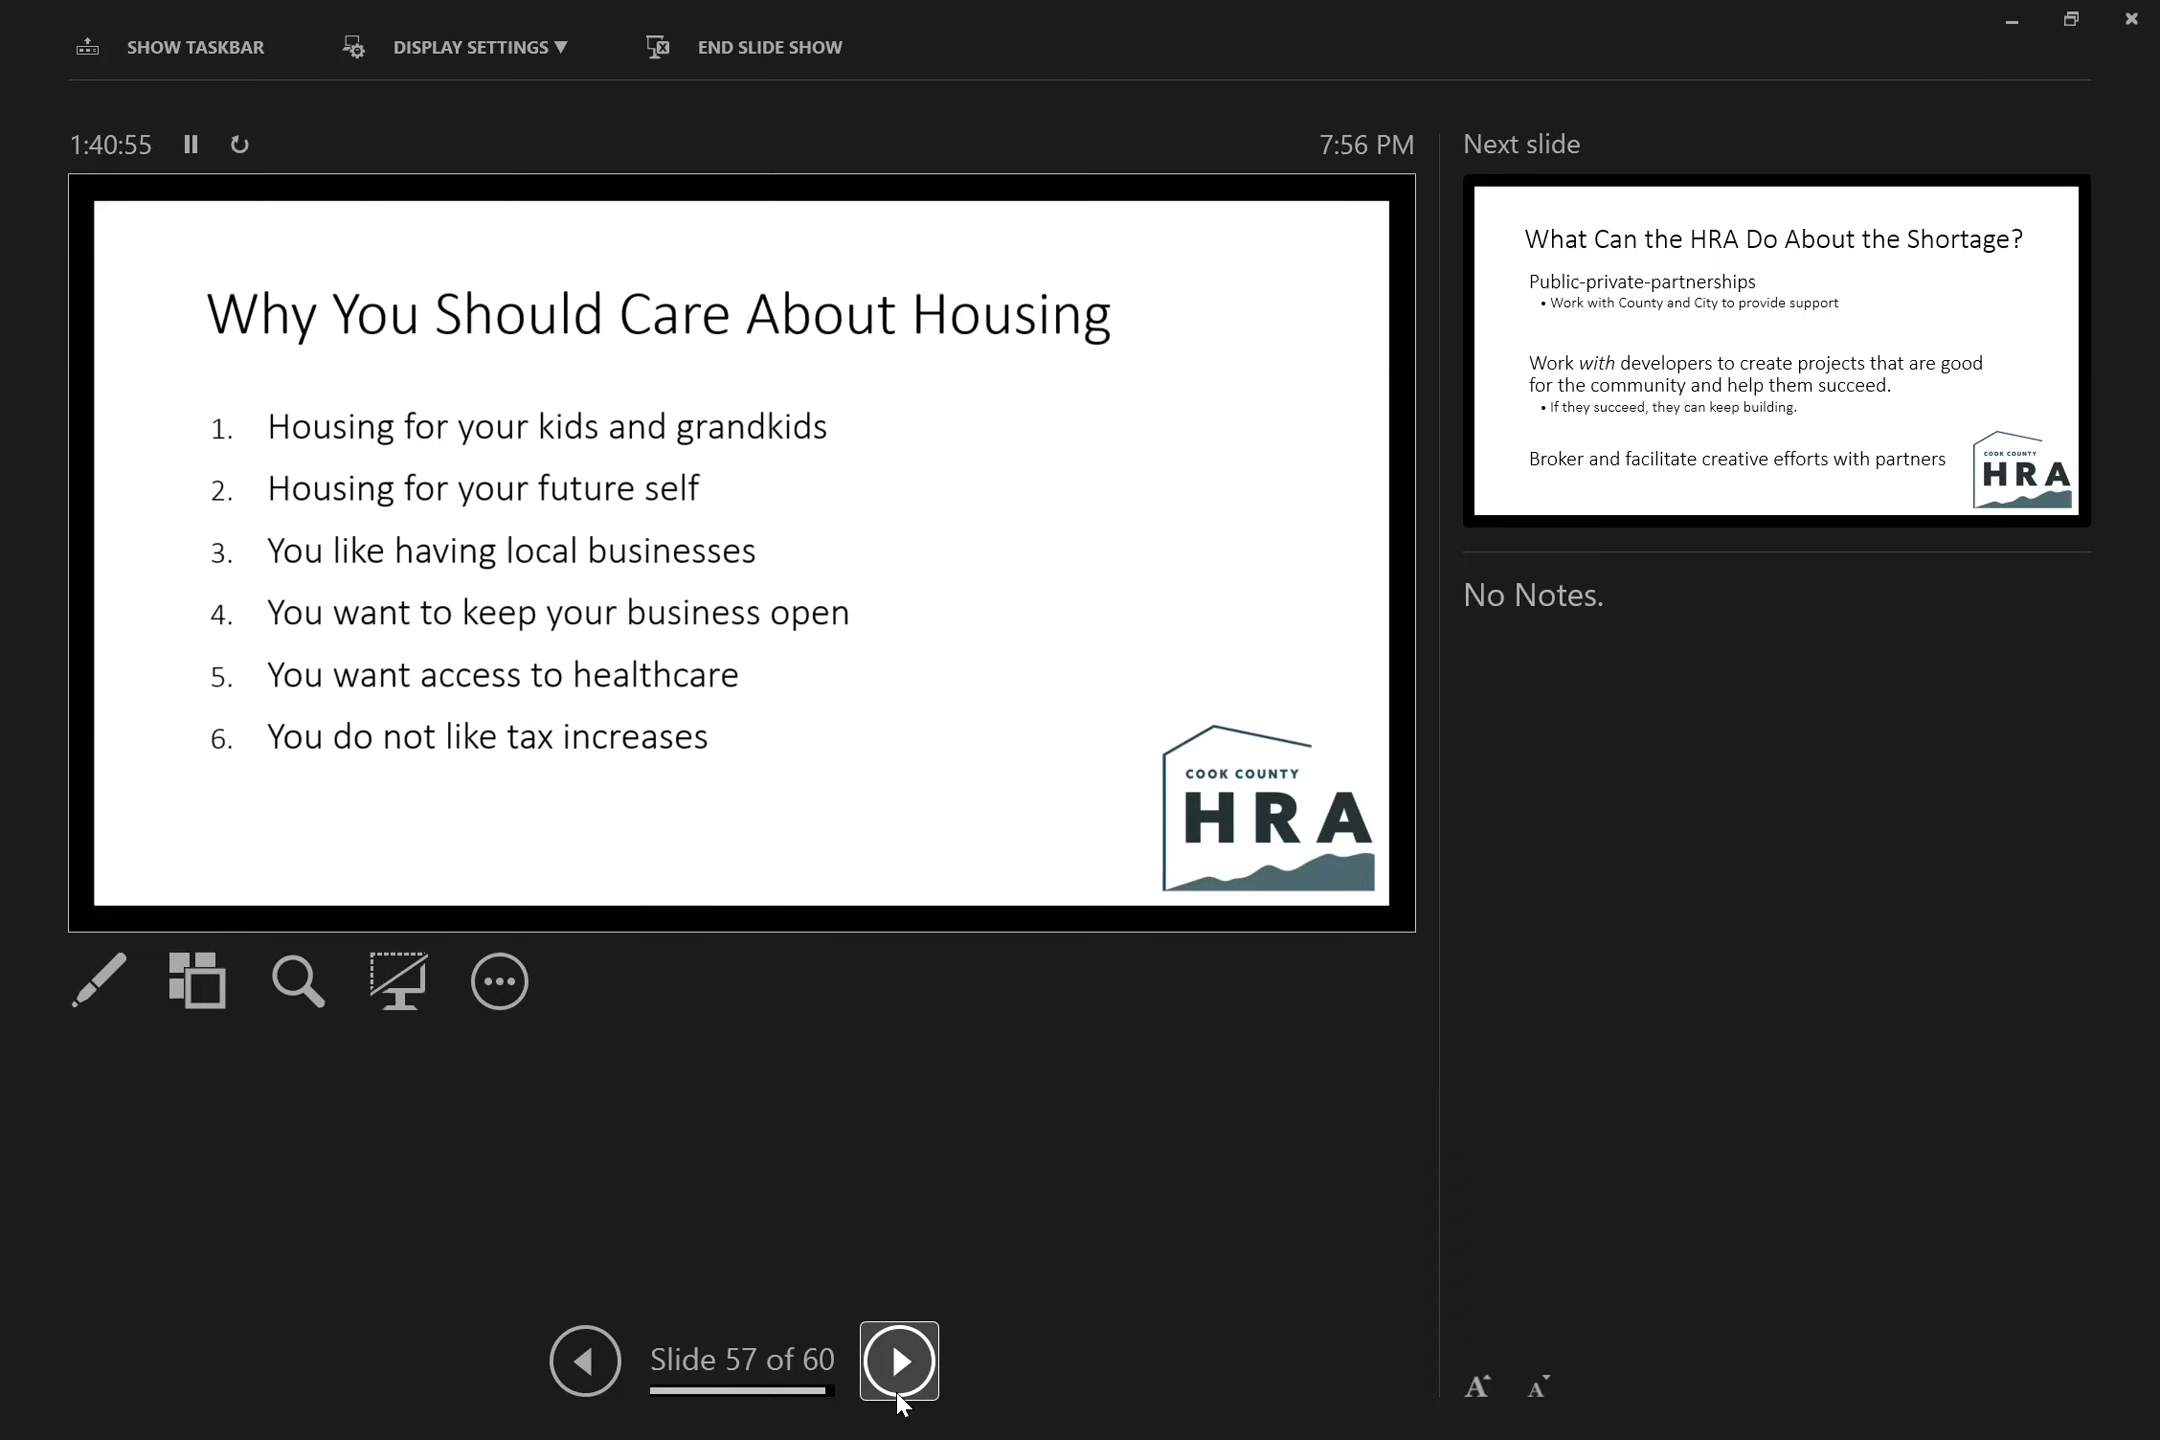 SHOW TASKBAR
DISPLAY SETTINGS ▼
END SLIDE SHOW
1:40:55
7:56 PM
Why You Should Care About Housing
1. Housing for your kids and grandkids
2. Housing for your future self
3. You like having local businesses
4. You want to keep your business open
5. You want access to healthcare
6. You do not like tax increases
COOK COUNTY
HRA
Slide 57 of 60
Next slide
What Can the HRA Do About the Shortage?
Public-private-partnerships
• Work with County and City to provide support
Work with developers to create projects that are good
for the community and help them succeed.
• If they succeed, they can keep building.
Broker and facilitate creative efforts with partners
COOK COUNTY
HRA
No Notes.
A A